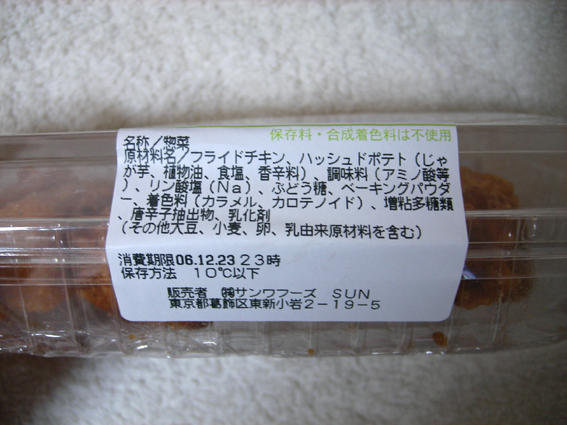 保存料・合成着色料は不使用
名称／惣菜
原材料名／フライドチキン、ハッシュドポテト（じゃ
が芋、植物油、食塩、香辛料）、調味料（アミノ酸等
）、リン酸塩（Ｎａ）、ぶどう糖、ベーキングパウダ
ー、着色料（カラメル、カロテノイド）、増粘多糖類
、唐辛子抽出物、乳化剤
（その他大豆、小麦、卵、乳由来原材料を含む）
消費期限06.12.23２３時
保存方法　１０℃以下
販売者　㈱サンワフーズ　ＳＵＮ
東京都葛飾区東新小岩２－１９－５